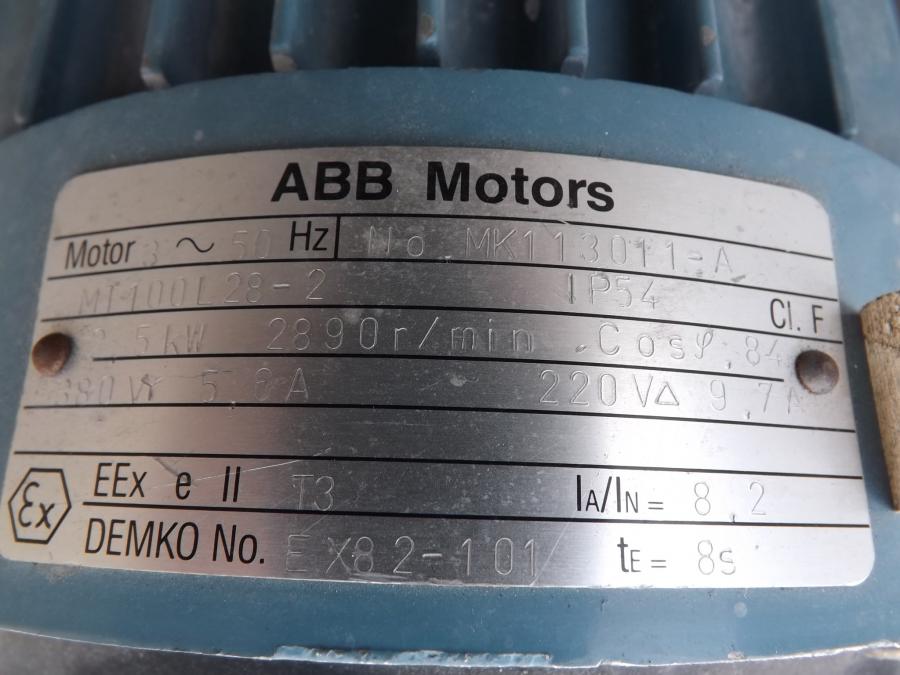 ABB Motors
Motor 3 ~ 50 Hz No MK113011-A
MT100L28-2 IP54 Cl. F
2,5 kW 2890 r/min Cosφ ,84
380 V Y 5,6 A 220 V Δ 9,7 A
Ex EEx e II T3 IA/IN = 8,2
DEMKO No. EX82-101 tE = 8s